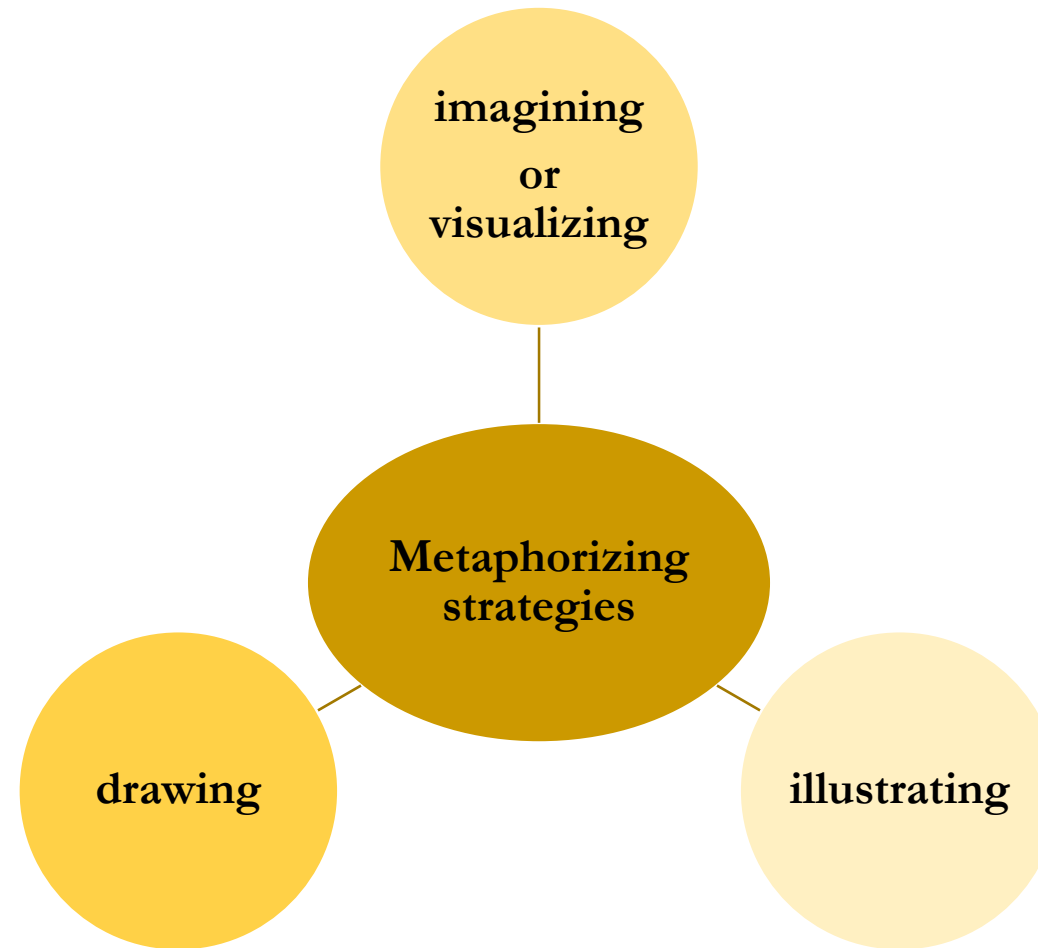 imagining
or
visualizing
Metaphorizing
strategies
drawing
illustrating